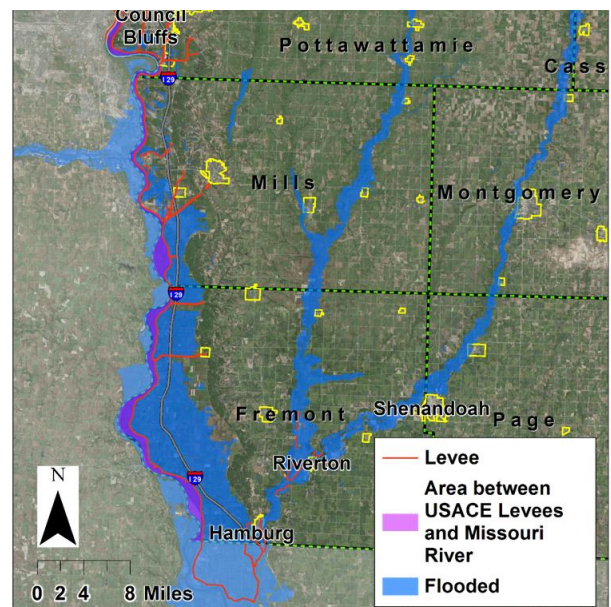 Council
Bluffs
Pottawattamie
Cass
I 29
Mills
Montgomery
I 29
Fremont
Shenandoah
Page
Riverton
I 29
Hamburg
N
0 2 4 8 Miles
Levee
Area between
USACE Levees
and Missouri
River
Flooded